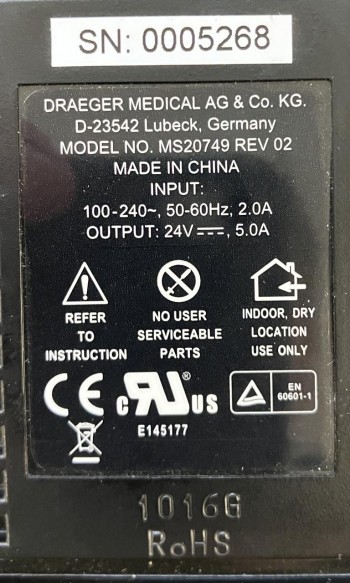 SN: 0005268
DRAEGER MEDICAL AG & Co. KG.
D-23542 Lubeck, Germany
MODEL NO. MS20749 REV 02
MADE IN CHINA
INPUT:
100-240~, 50-60Hz; 2.0A
OUTPUT: 24V ⎓, 5.0A
REFER
TO
INSTRUCTION
NO USER
SERVICEABLE
PARTS
INDOOR, DRY
LOCATION
USE ONLY
CE
c RU® US
E145177
EN
60601-1
1016G
RoHS